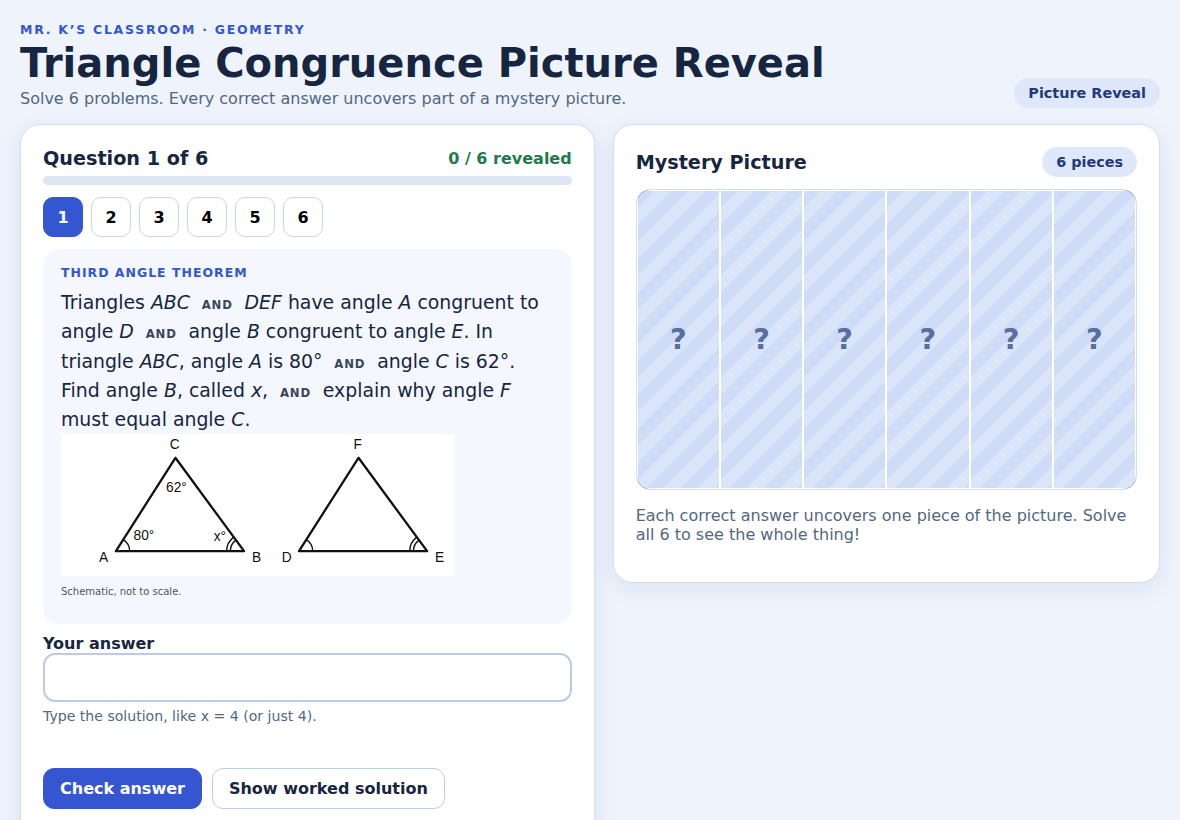 MR. K’S CLASSROOM · GEOMETRY
Triangle Congruence Picture Reveal
Solve 6 problems. Every correct answer uncovers part of a mystery picture.
Picture Reveal
Question 1 of 6
0 / 6 revealed
1 2 3 4 5 6
THIRD ANGLE THEOREM
Triangles ABC AND DEF have angle A congruent to
angle D AND angle B congruent to angle E. In
triangle ABC, angle A is 80° AND angle C is 62°.
Find angle B, called x, AND explain why angle F
must equal angle C.
C F
62°
80° x°
A B D E
Schematic, not to scale.
Your answer
Type the solution, like x = 4 (or just 4).
Check answer
Show worked solution
Mystery Picture
6 pieces
? ? ? ? ? ?
Each correct answer uncovers one piece of the picture. Solve
all 6 to see the whole thing!